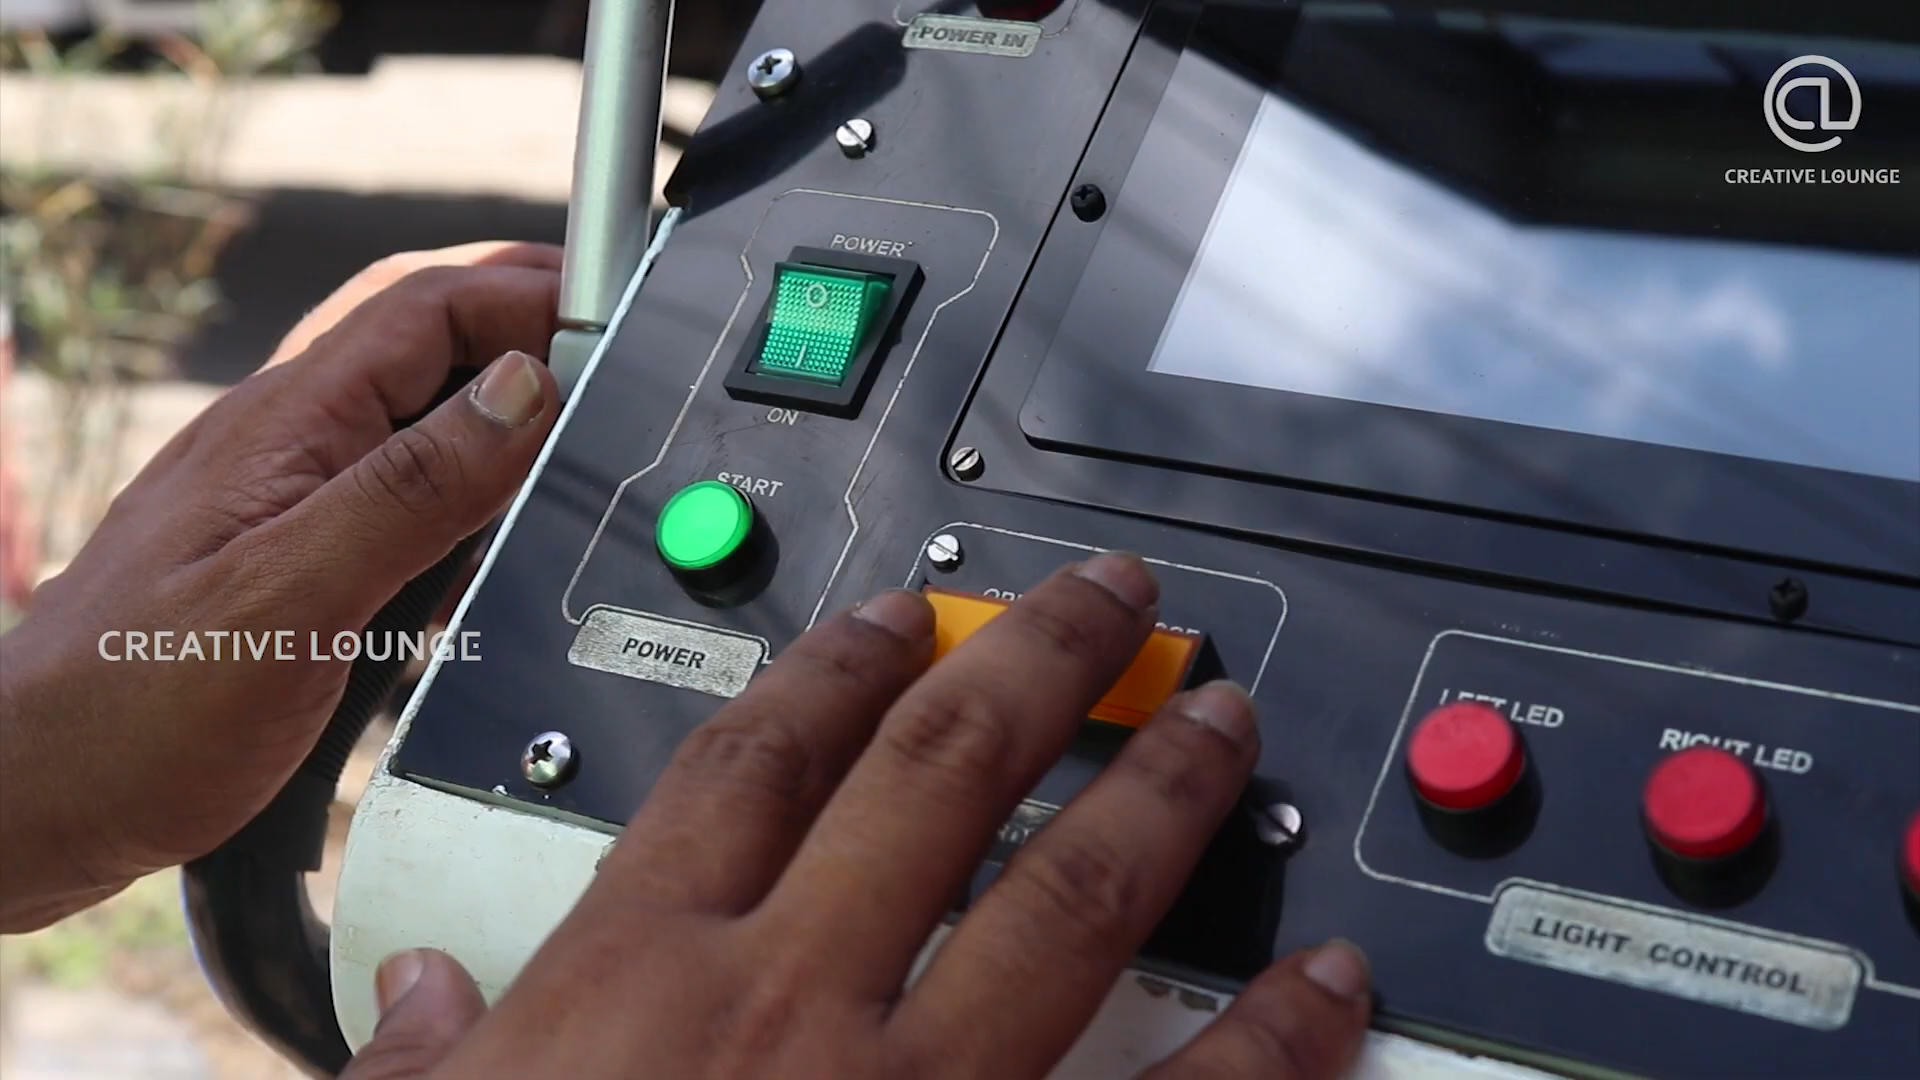 POWER IN
CREATIVE LOUNGE
POWER
ON
START
CREATIVE LOUNGE
POWER
LEFT LED
RIGHT LED
LIGHT CONTROL